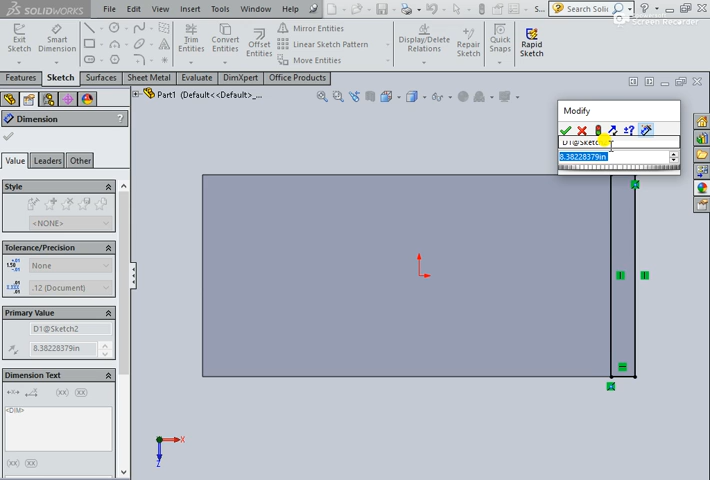 SOLIDWORKS File Edit View Insert Tools Window Help S... Search Soli
Screen Recorder
Exit Sketch
Smart Dimension
Trim Entities
Convert Entities
Offset Entities
Mirror Entities
Linear Sketch Pattern
Move Entities
Display/Delete Relations
Repair Sketch
Quick Snaps
Rapid Sketch
Features Sketch Surfaces Sheet Metal Evaluate DimXpert Office Products
Part1 (Default<<Default>_...
Dimension ?
Value Leaders Other
Style
<NONE>
Tolerance/Precision
None
.12 (Document)
Primary Value
D1@Sketch2
8.38228379in
Dimension Text
<DIM>
Modify
8.38228379in
X
Z